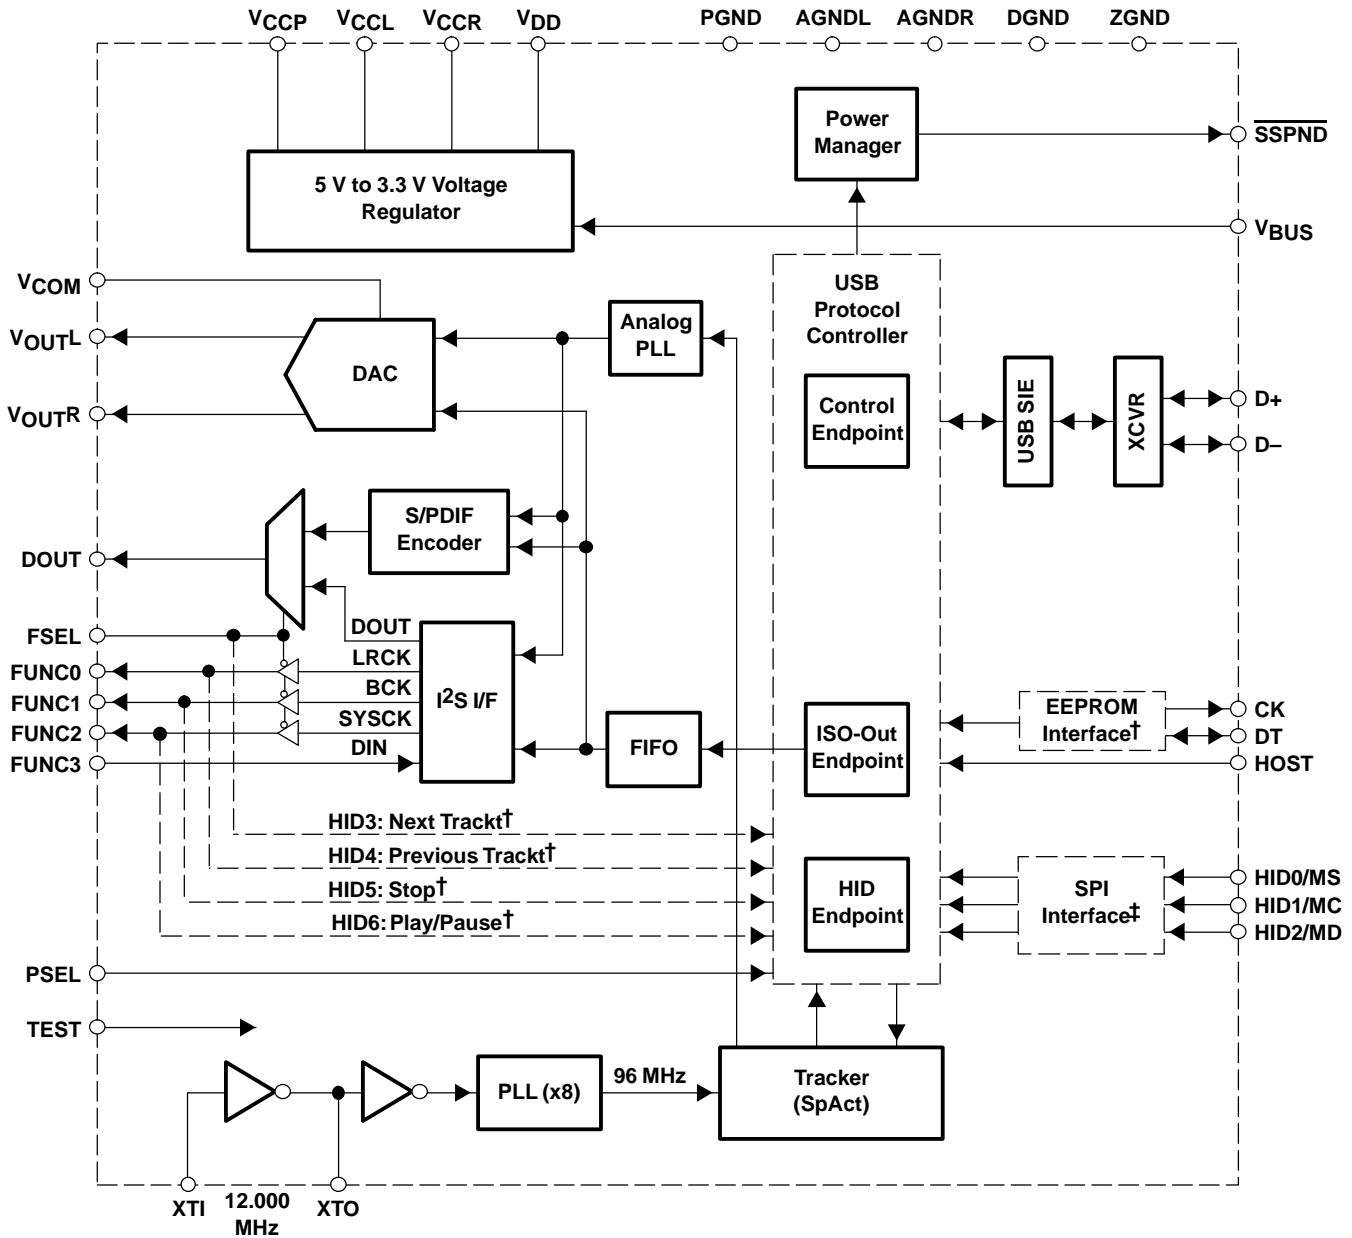 VCCP VCCL VCCR VDD PGND AGNDL AGNDR DGND ZGND
Power
Manager
SSPND
5 V to 3.3 V Voltage
Regulator
VBUS
VCOM
USB
Protocol
Controller
VOUTL
Analog
PLL
DAC
VOUTR
Control
Endpoint
USB SIE
XCVR
D+
D–
S/PDIF
Encoder
DOUT
FSEL
DOUT
FUNC0
LRCK
FUNC1
BCK
FUNC2
SYSCK
FUNC3
DIN
I2S I/F
FIFO
ISO-Out
Endpoint
EEPROM
Interface†
CK
DT
HOST
HID3: Next Trackt†
HID4: Previous Trackt†
HID5: Stop†
HID6: Play/Pause†
HID
Endpoint
SPI
Interface‡
HID0/MS
HID1/MC
HID2/MD
PSEL
TEST
PLL (x8)
96 MHz
Tracker
(SpAct)
XTI
12.000
MHz
XTO